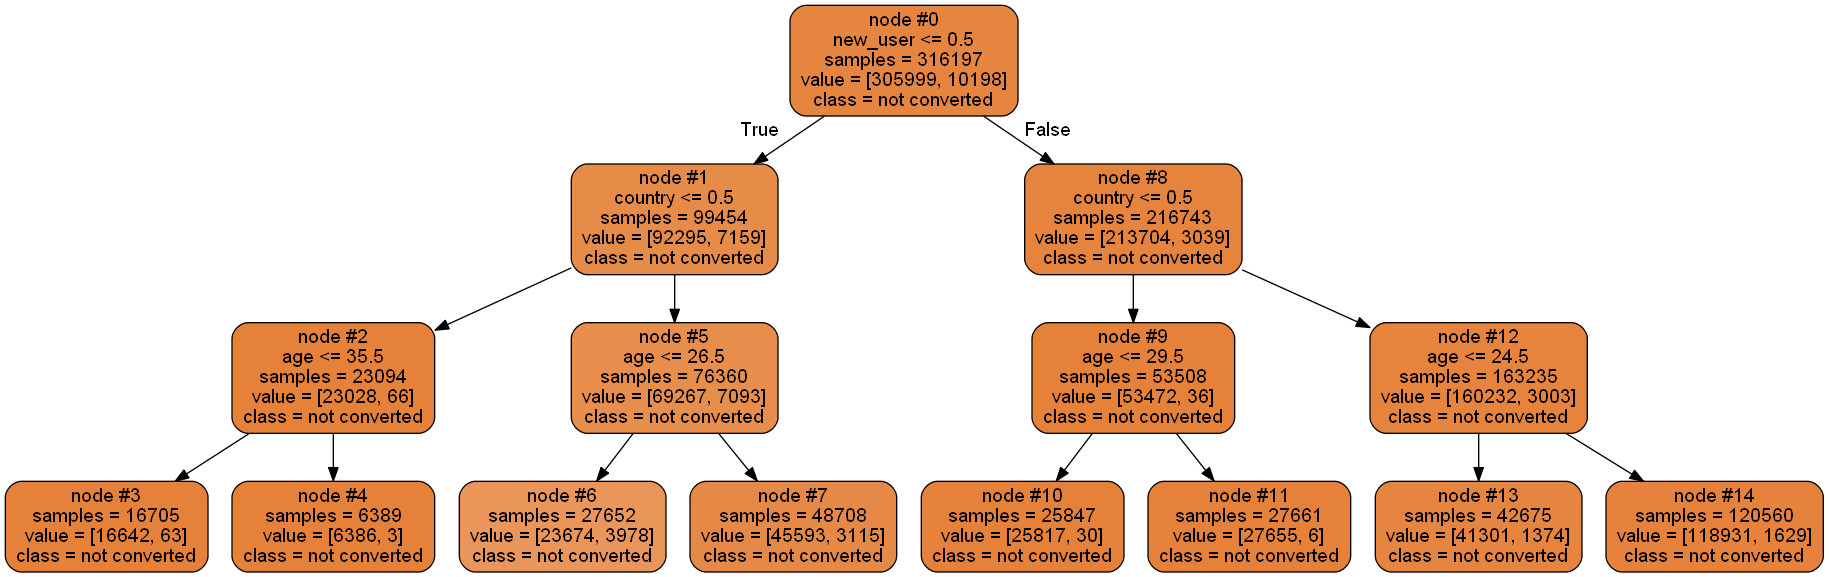 node #0
new_user <= 0.5
samples = 316197
value = [305999, 10198]
class = not converted
True
False
node #1
country <= 0.5
samples = 99454
value = [92295, 7159]
class = not converted
node #8
country <= 0.5
samples = 216743
value = [213704, 3039]
class = not converted
node #2
age <= 35.5
samples = 23094
value = [23028, 66]
class = not converted
node #5
age <= 26.5
samples = 76360
value = [69267, 7093]
class = not converted
node #9
age <= 29.5
samples = 53508
value = [53472, 36]
class = not converted
node #12
age <= 24.5
samples = 163235
value = [160232, 3003]
class = not converted
node #3
samples = 16705
value = [16642, 63]
class = not converted
node #4
samples = 6389
value = [6386, 3]
class = not converted
node #6
samples = 27652
value = [23674, 3978]
class = not converted
node #7
samples = 48708
value = [45593, 3115]
class = not converted
node #10
samples = 25847
value = [25817, 30]
class = not converted
node #11
samples = 27661
value = [27655, 6]
class = not converted
node #13
samples = 42675
value = [41301, 1374]
class = not converted
node #14
samples = 120560
value = [118931, 1629]
class = not converted